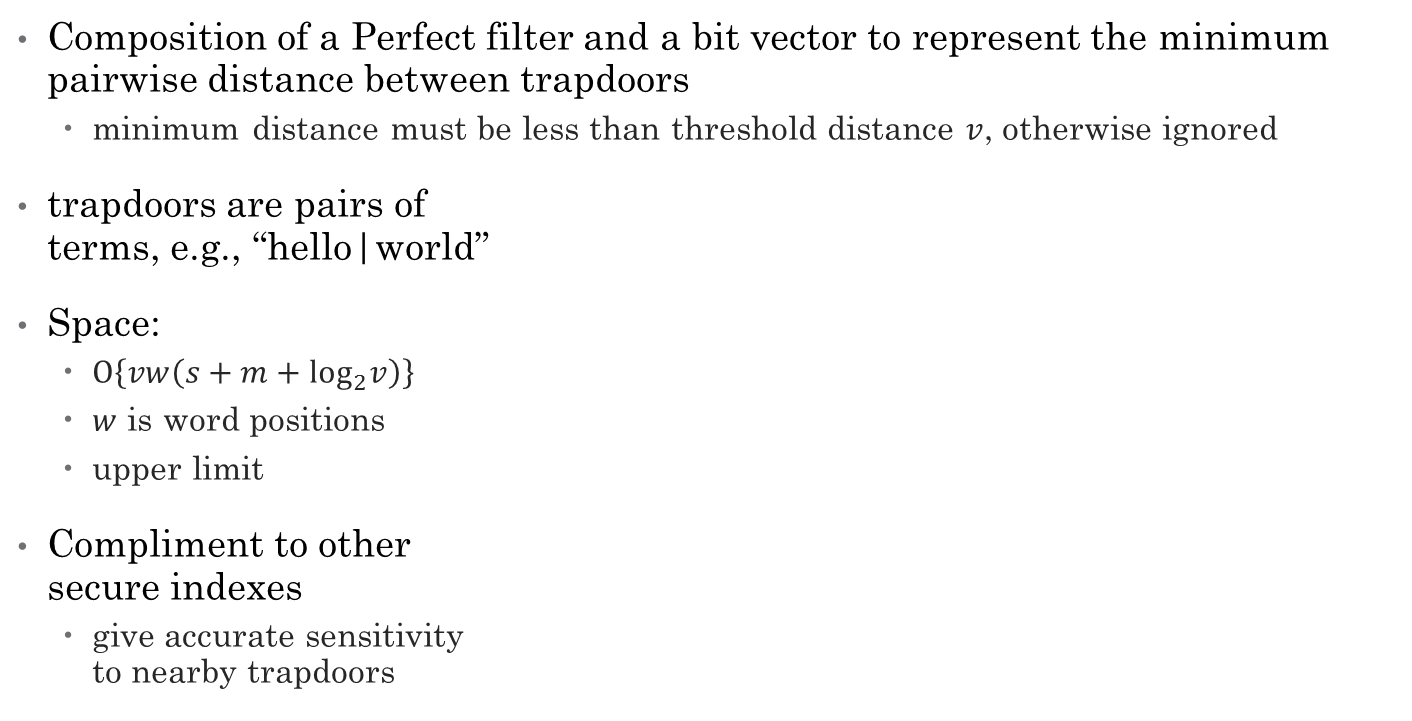 • Composition of a Perfect filter and a bit vector to represent the minimum
pairwise distance between trapdoors
• minimum distance must be less than threshold distance v, otherwise ignored
• trapdoors are pairs of
terms, e.g., “hello|world”
• Space:
• O{vw(s + m + log₂v)}
• w is word positions
• upper limit
• Compliment to other
secure indexes
• give accurate sensitivity
to nearby trapdoors